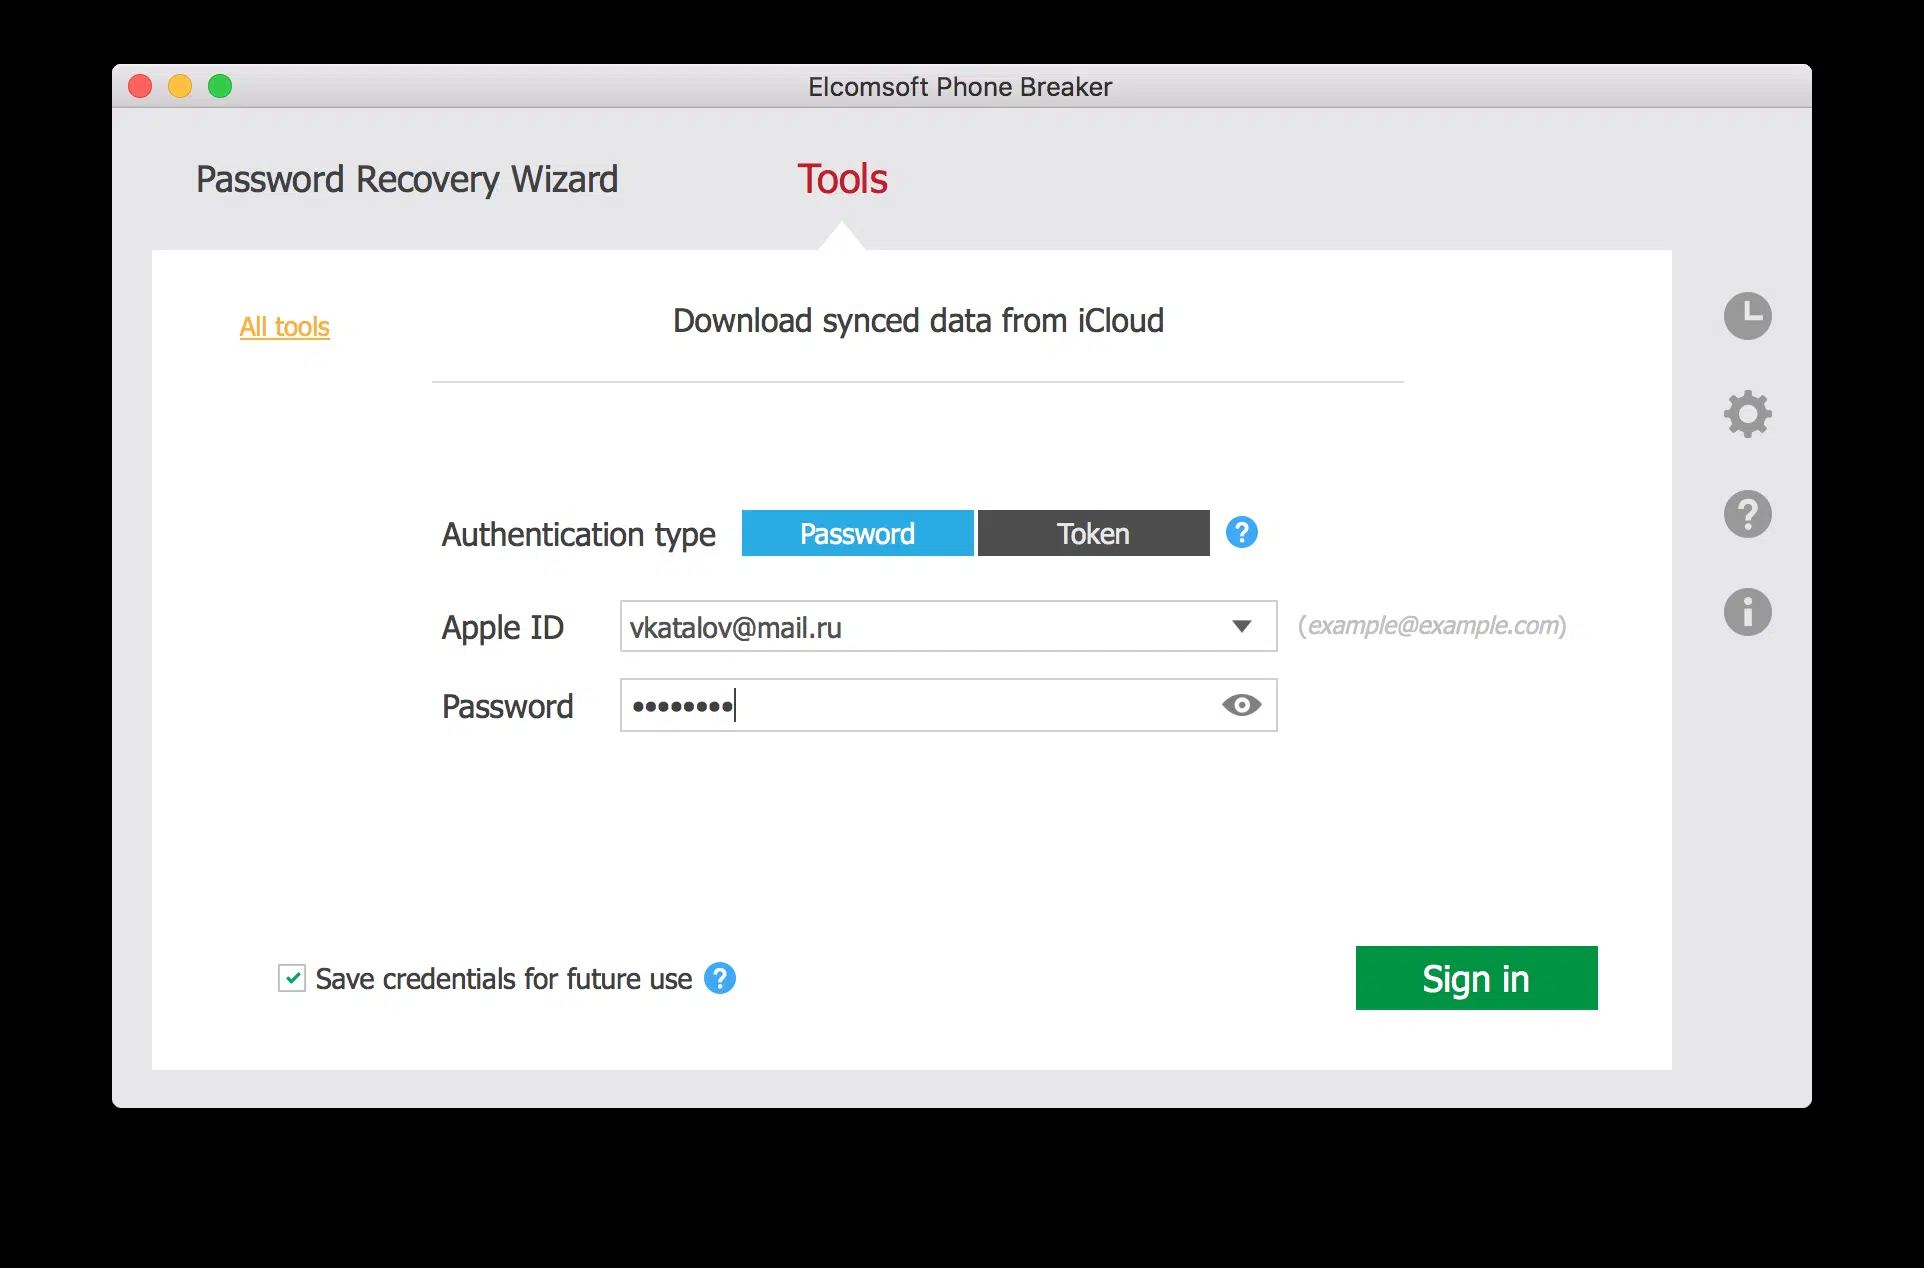 Elcomsoft Phone Breaker
Password Recovery Wizard
Tools
All tools
Download synced data from iCloud
Authentication type
Password
Token
?
Apple ID
vkatalov@mail.ru
(example@example.com)
Password
••••••••
Save credentials for future use
?
Sign in
?
i